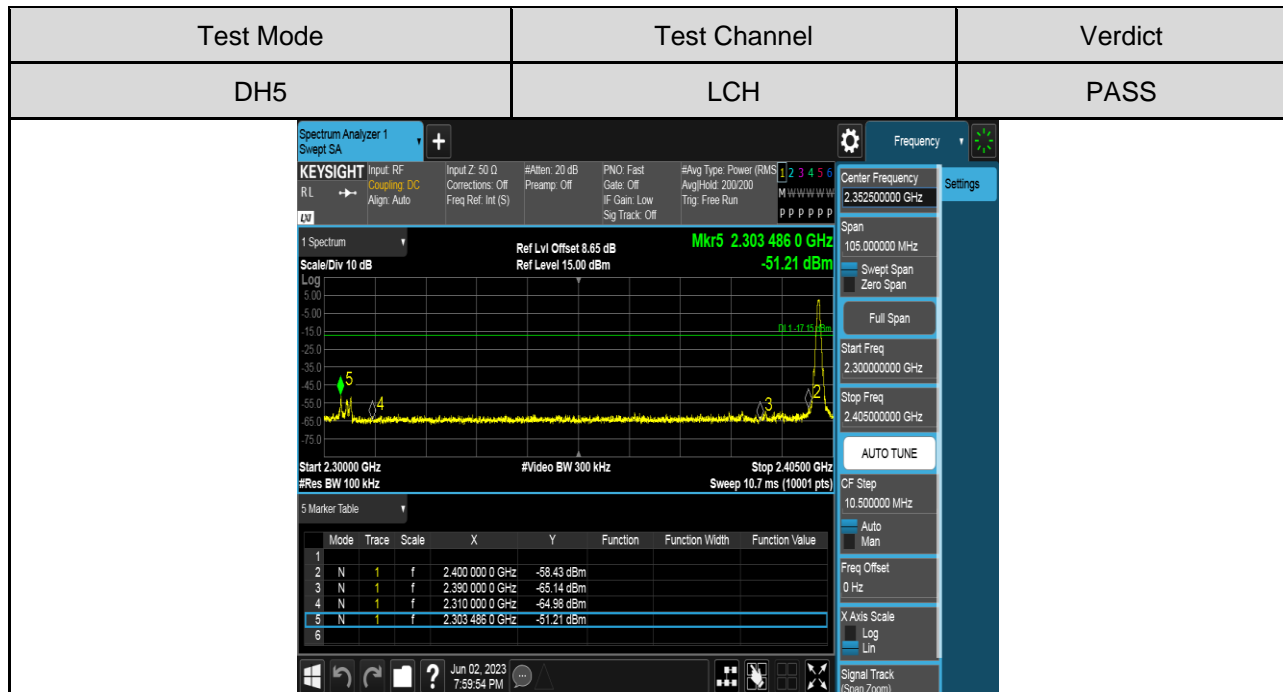 Test Mode Test Channel Verdict
DH5 LCH PASS
Spectrum Analyzer 1
Swept SA
+
Frequency
KEYSIGHT Input: RF Input Z: 50 Ω #Atten: 20 dB PNO: Fast #Avg Type: Power (RMS 1 2 3 4 5 6
R L Coupling: DC Corrections: Off Preamp: Off Gate: Off Avg|Hold: 200/200 M W W W W W
Align: Auto Freq Ref: Int (S) IF Gain: Low Trig: Free Run
LXI Sig Track: Off P P P P P P
Center Frequency
2.352500000 GHz
Settings
1 Spectrum
Ref Lvl Offset 8.65 dB Mkr5 2.303 486 0 GHz
Scale/Div 10 dB Ref Level 15.00 dBm -51.21 dBm
Log
5.00
-5.00
-15.0
DL1 -17.15 dBm
-25.0
-35.0
-45.0
-55.0
-65.0
-75.0
5
4
3
2
Start 2.30000 GHz #Video BW 300 kHz Stop 2.40500 GHz
#Res BW 100 kHz Sweep 10.7 ms (10001 pts)
Span
105.000000 MHz
Swept Span
Zero Span
Full Span
Start Freq
2.300000000 GHz
Stop Freq
2.405000000 GHz
AUTO TUNE
CF Step
10.500000 MHz
Auto
Man
Freq Offset
0 Hz
X Axis Scale
Log
Lin
Signal Track
(Span Zoom)
5 Marker Table
Mode Trace Scale X Y Function Function Width Function Value
1
2 N 1 f 2.400 000 0 GHz -58.43 dBm
3 N 1 f 2.390 000 0 GHz -65.14 dBm
4 N 1 f 2.310 000 0 GHz -64.98 dBm
5 N 1 f 2.303 486 0 GHz -51.21 dBm
6
? Jun 02, 2023
7:59:54 PM